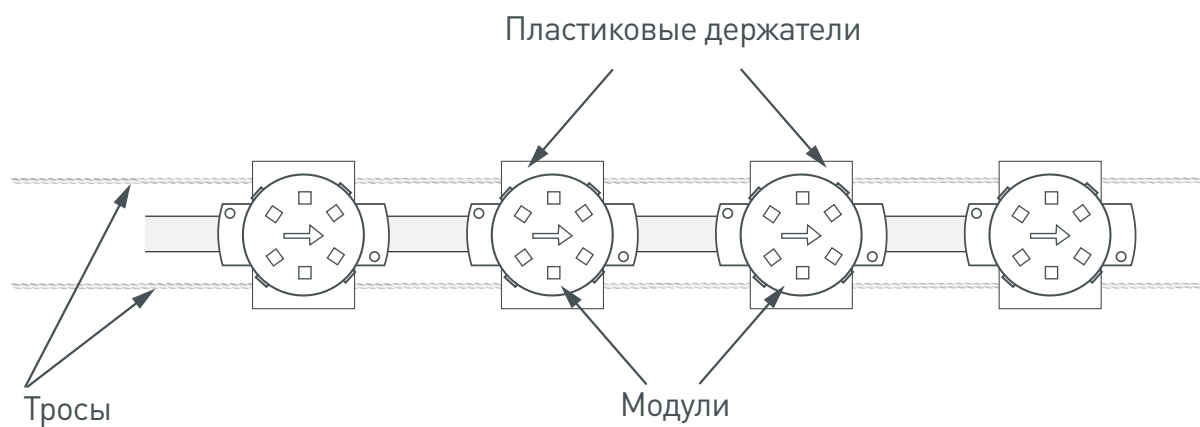 Пластиковые держатели
Тросы
Модули